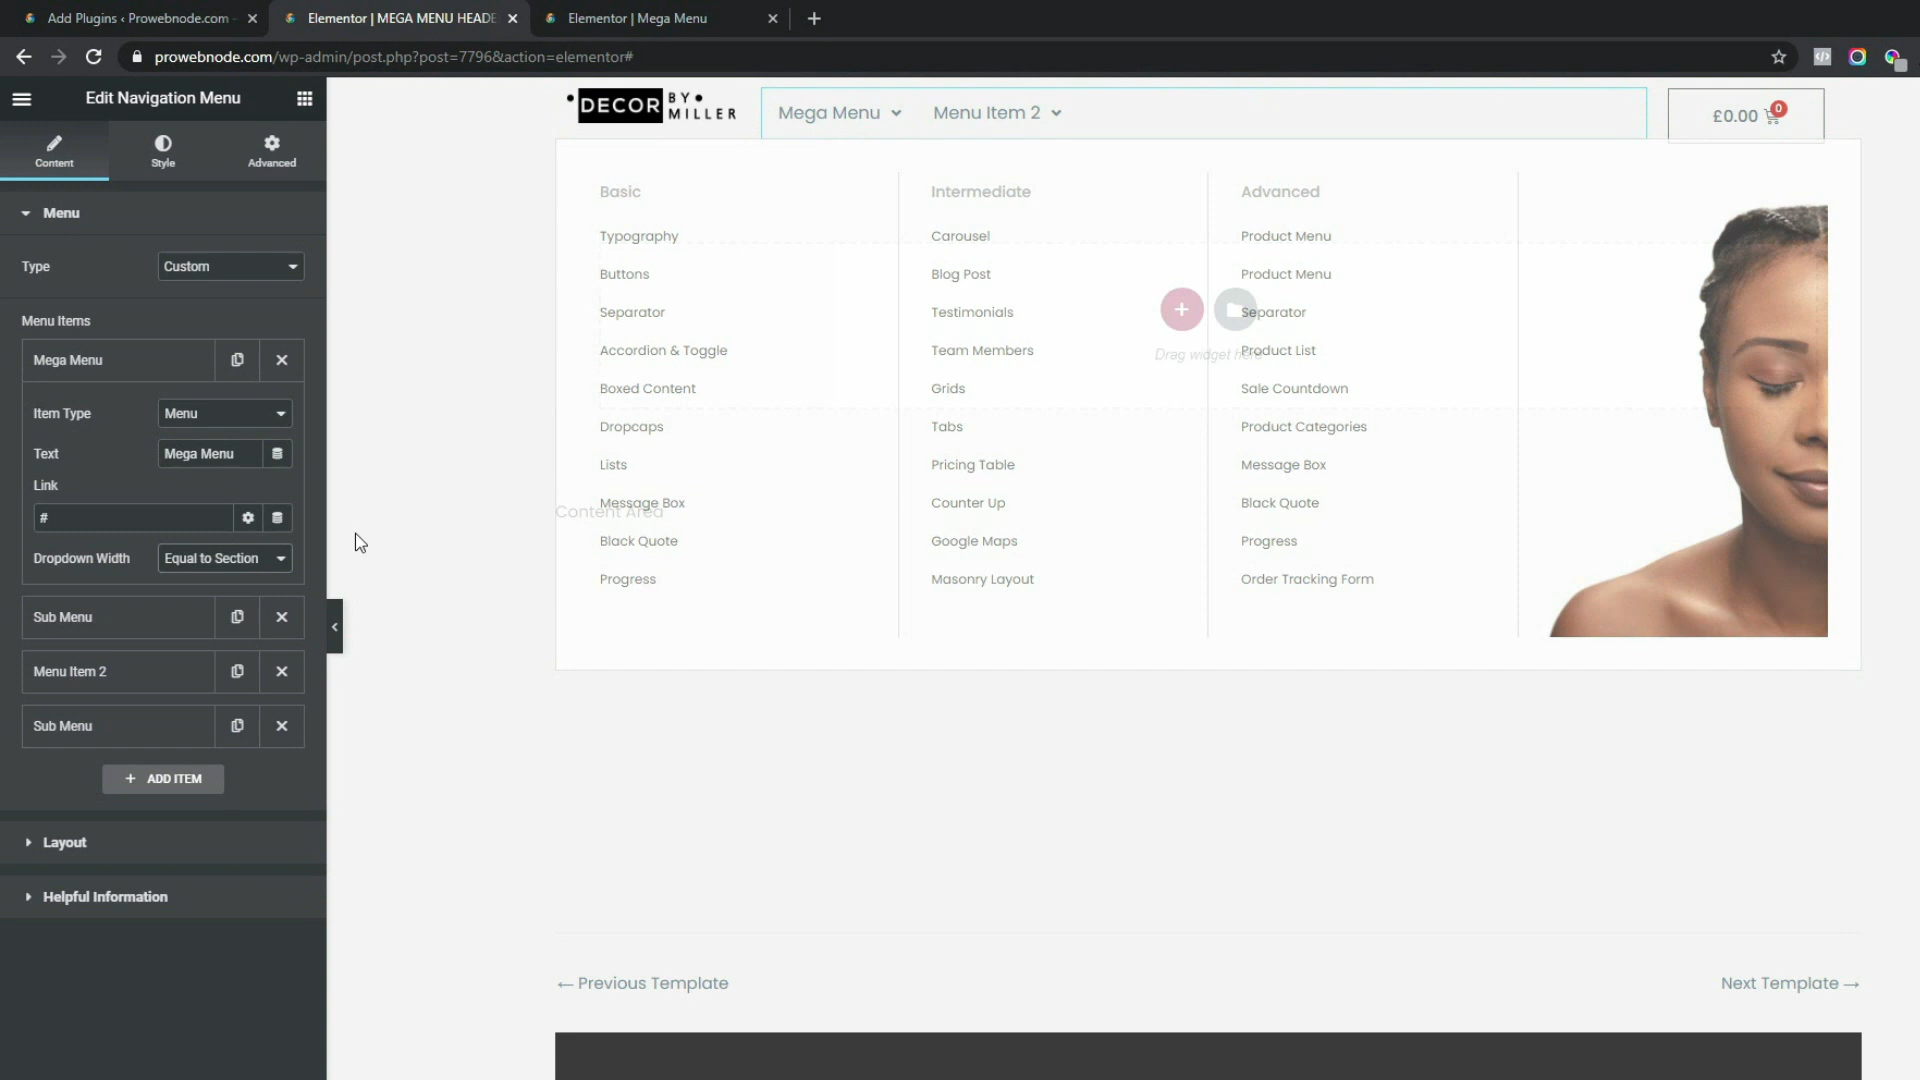 Add Plugins ‹ Prowebnode.com –
Elementor | MEGA MENU HEADE
Elementor | Mega Menu
prowebnode.com/wp-admin/post.php?post=7796&action=elementor#
Edit Navigation Menu
Content
Style
Advanced
Menu
Type
Custom
Menu Items
Mega Menu
Item Type
Menu
Text
Mega Menu
Link
#
Dropdown Width
Equal to Section
Sub Menu
Menu Item 2
Sub Menu
+ ADD ITEM
Layout
Helpful Information
DECOR BY MILLER
Mega Menu
Menu Item 2
£0.00
0
Basic
Typography
Buttons
Separator
Accordion & Toggle
Boxed Content
Dropcaps
Lists
Message Box
Content Area
Black Quote
Progress
Intermediate
Carousel
Blog Post
Testimonials
Team Members
Grids
Tabs
Pricing Table
Counter Up
Google Maps
Masonry Layout
Drag widget here
Advanced
Product Menu
Product Menu
Separator
Product List
Sale Countdown
Product Categories
Message Box
Black Quote
Progress
Order Tracking Form
← Previous Template
Next Template →